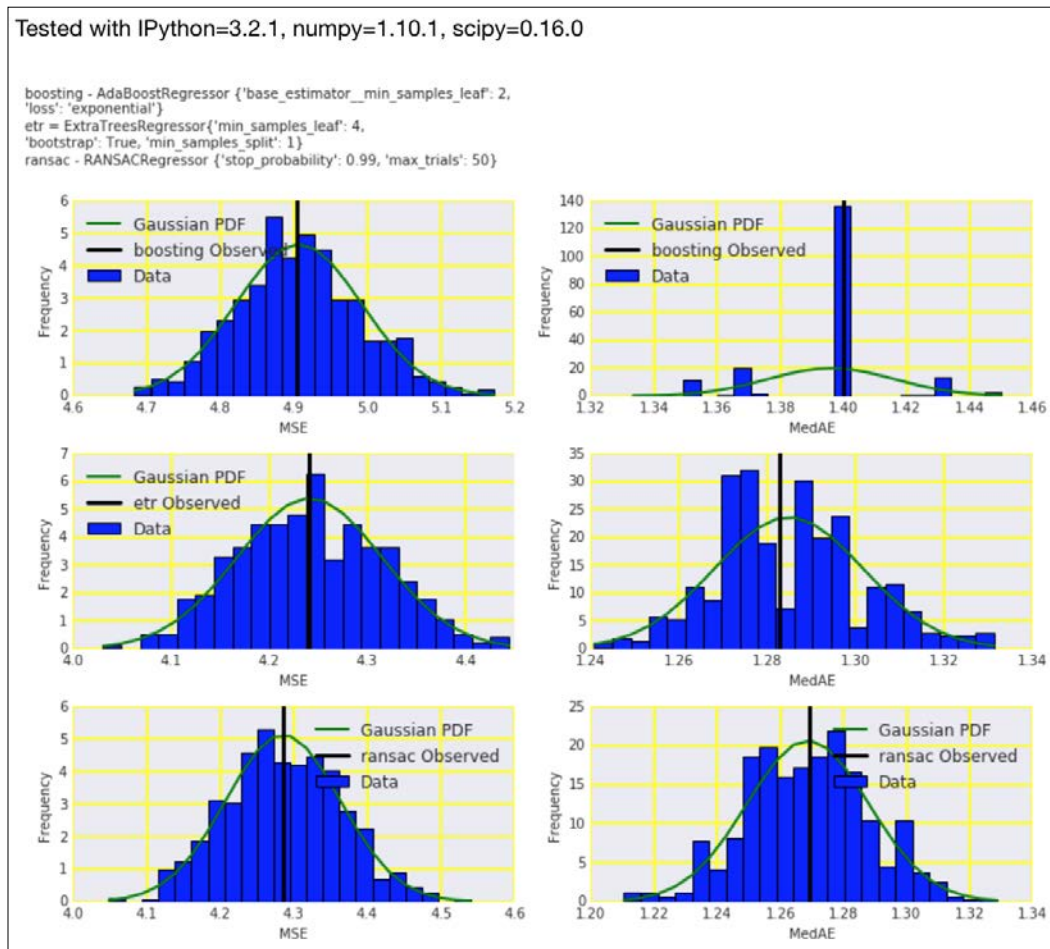 Tested with IPython=3.2.1, numpy=1.10.1, scipy=0.16.0
boosting - AdaBoostRegressor {'base_estimator__min_samples_leaf': 2,
'loss': 'exponential'}
etr = ExtraTreesRegressor{'min_samples_leaf': 4,
'bootstrap': True, 'min_samples_split': 1}
ransac - RANSACRegressor {'stop_probability': 0.99, 'max_trials': 50}
6
5
4
3
2
1
0
Frequency
Gaussian PDF
boosting Observed
Data
4.6 4.7 4.8 4.9 5.0 5.1 5.2
MSE
140
120
100
80
60
40
20
0
Frequency
Gaussian PDF
boosting Observed
Data
1.32 1.34 1.36 1.38 1.40 1.42 1.44 1.46
MedAE
7
6
5
4
3
2
1
0
Frequency
Gaussian PDF
etr Observed
Data
4.0 4.1 4.2 4.3 4.4
MSE
35
30
25
20
15
10
5
0
Frequency
1.24 1.26 1.28 1.30 1.32 1.34
MedAE
6
5
4
3
2
1
0
Frequency
Gaussian PDF
ransac Observed
Data
4.0 4.1 4.2 4.3 4.4 4.5 4.6
MSE
25
20
15
10
5
0
Frequency
Gaussian PDF
ransac Observed
Data
1.20 1.22 1.24 1.26 1.28 1.30 1.32 1.34
MedAE